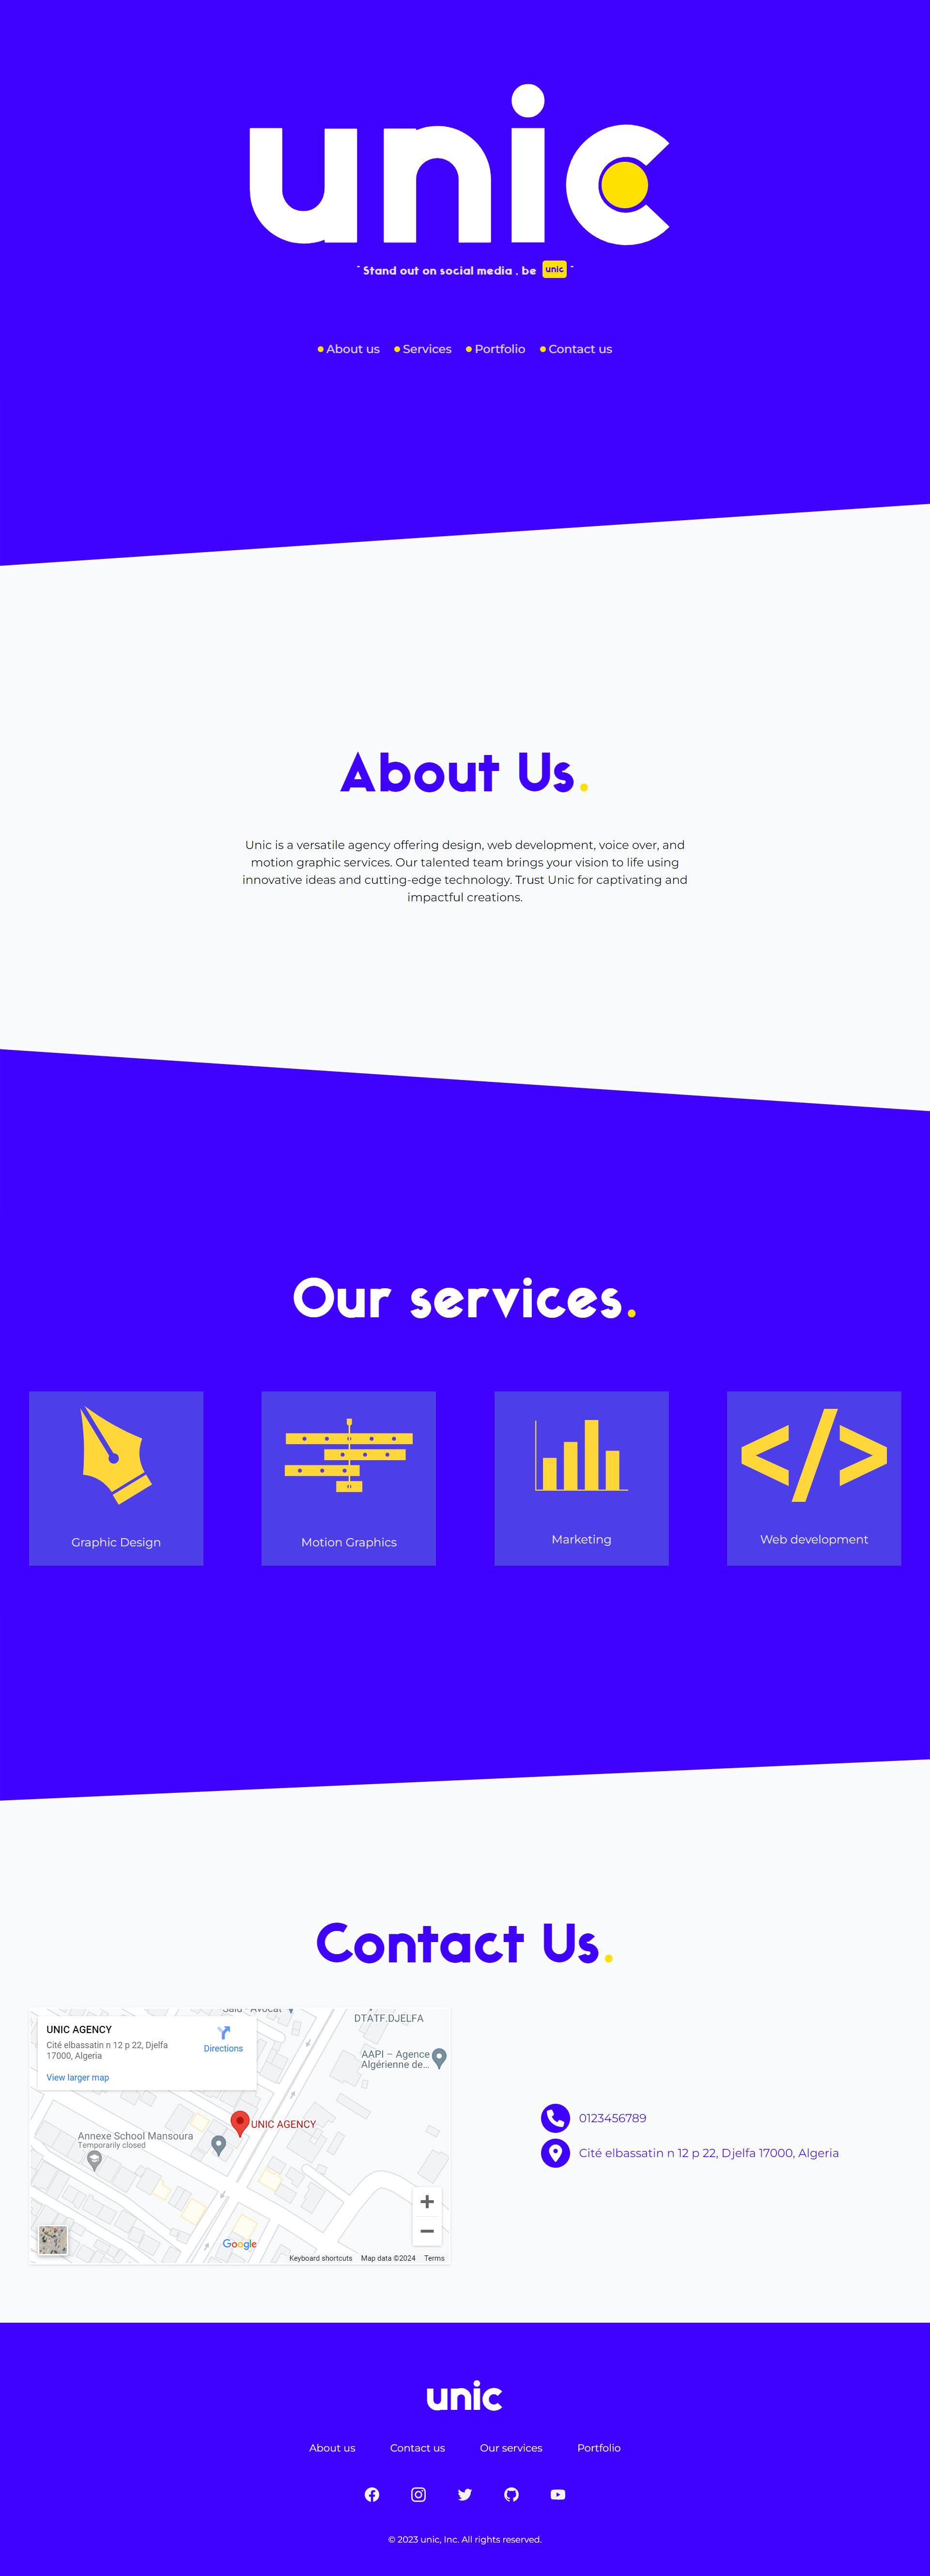 unic
- Stand out on social media . be unic -
About us Services Portfolio Contact us
About Us.
Unic is a versatile agency offering design, web development, voice over, and
motion graphic services. Our talented team brings your vision to life using
innovative ideas and cutting-edge technology. Trust Unic for captivating and
impactful creations.
Our services.
</>
Graphic Design
Motion Graphics
Marketing
Web development
Contact Us.
DTATF.DJELFA
UNIC AGENCY
Cité elbassatin n 12 p 22, Djelfa
17000, Algeria
Directions
View larger map
AAPI – Agence
Algérienne de...
UNIC AGENCY
Annexe School Mansoura
Temporarily closed
Google
Keyboard shortcuts Map data ©2024 Terms
0123456789
Cité elbassatin n 12 p 22, Djelfa 17000, Algeria
unic
About us Contact us Our services Portfolio
© 2023 unic, Inc. All rights reserved.